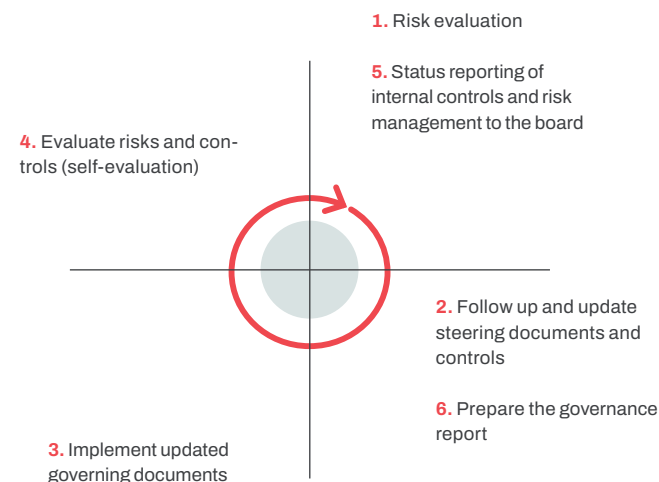 1. Risk evaluation
5. Status reporting of
internal controls and risk
management to the board
4. Evaluate risks and con-
trols (self-evaluation)
2. Follow up and update
steering documents and
controls
6. Prepare the governance
report
3. Implement updated
governing documents